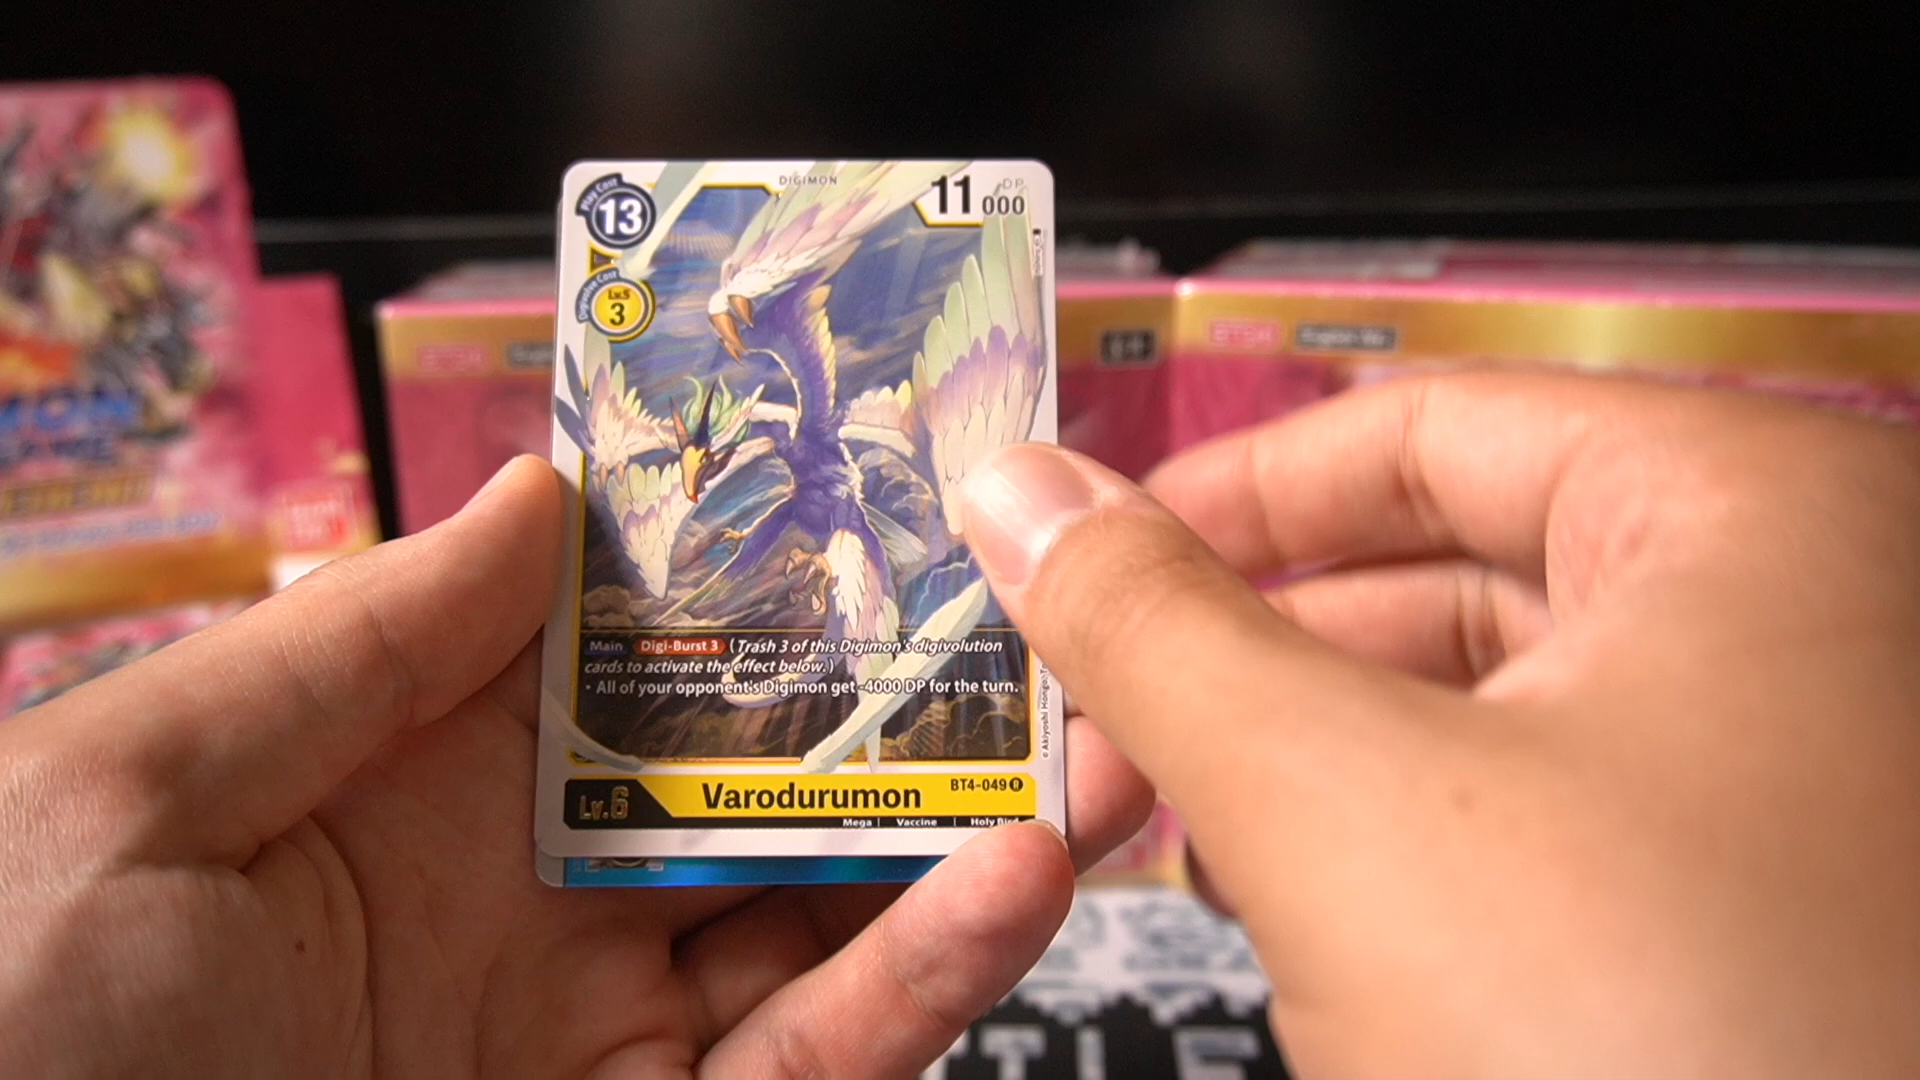 DIGIMON
Play Cost
13
DP
11000
Digivolve Cost
Lv.5
3
Main Digi-Burst 3 (Trash 3 of this Digimon's digivolution
cards to activate the effect below.)
・All of your opponent's Digimon get -4000 DP for the turn.
© Akiyoshi Hongo, To
Lv.6
Varodurumon
BT4-049 R
Mega | Vaccine | Holy Bird